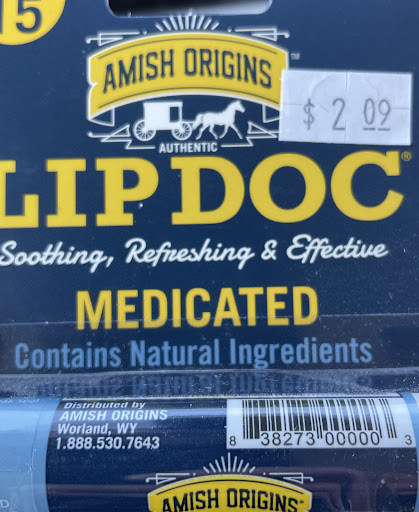 15
AMISH ORIGINS™
$ 2 09
AUTHENTIC
LIP DOC®
Soothing, Refreshing & Effective
MEDICATED
Contains Natural Ingredients
Distributed by
AMISH ORIGINS
Worland, WY
1.888.530.7643
8 38273 00000 3
AMISH ORIGINS